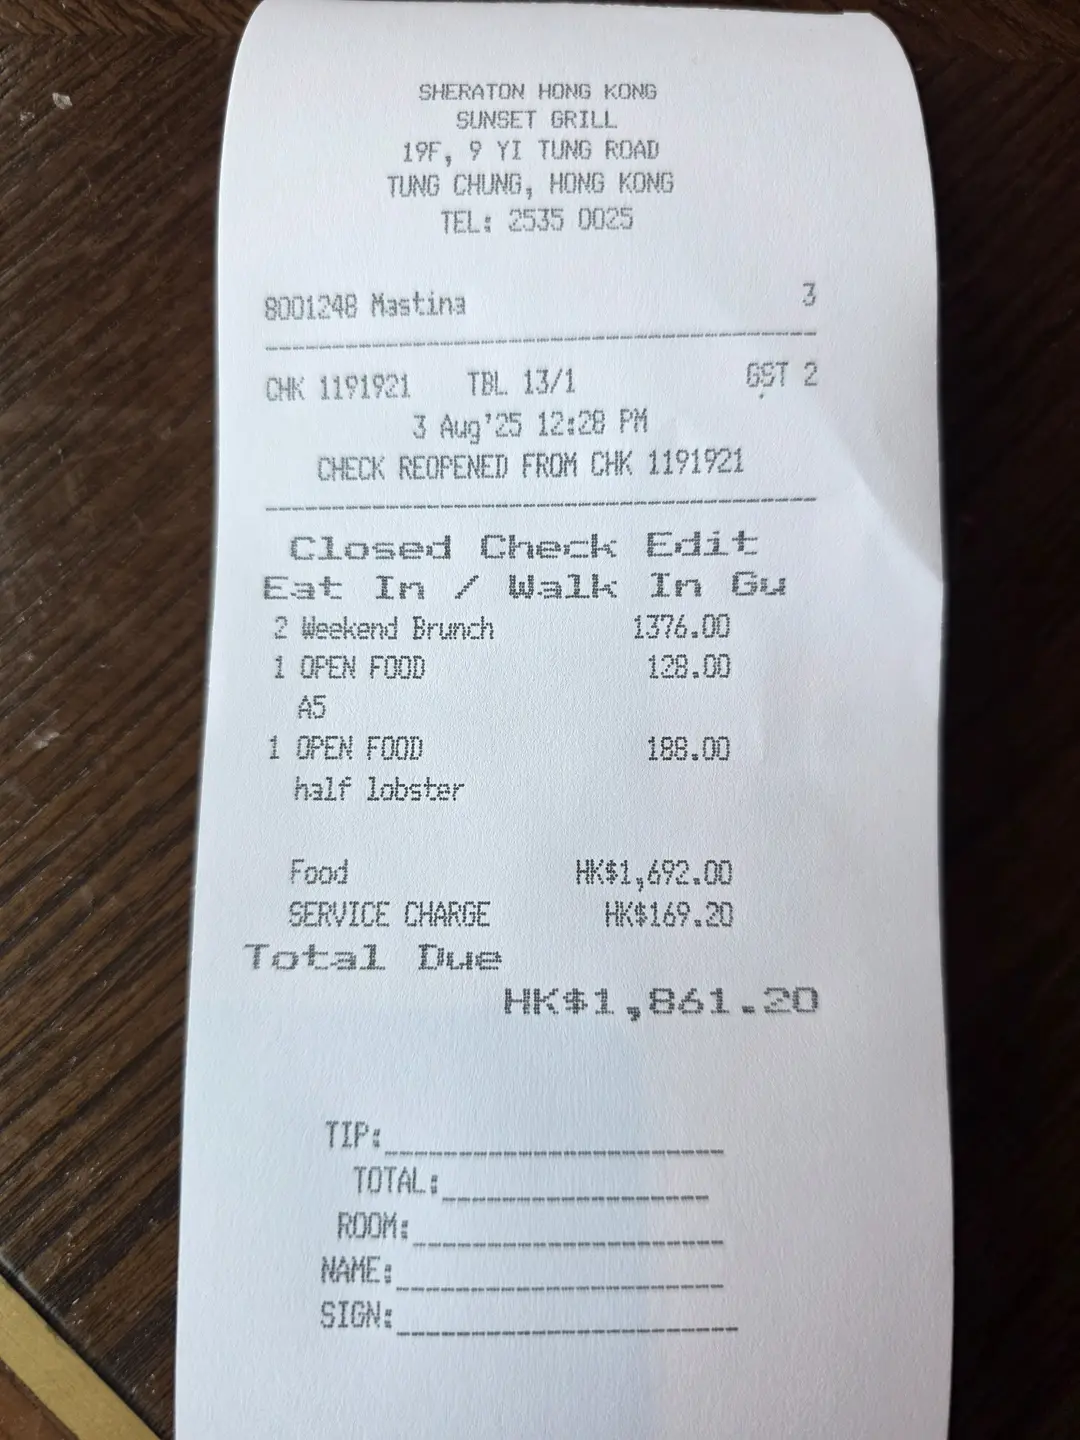 SHERATON HONG KONG
SUNSET GRILL
19F, 9 YI TUNG ROAD
TUNG CHUNG, HONG KONG
TEL: 2535 0025
8001248 Mastina 3
CHK 1191921 TBL 13/1 GST 2
3 Aug'25 12:28 PM
CHECK REOPENED FROM CHK 1191921
Closed Check Edit
Eat In / Walk In Gu
2 Weekend Brunch 1376.00
1 OPEN FOOD 128.00
A5
1 OPEN FOOD 188.00
half lobster
Food HK$1,692.00
SERVICE CHARGE HK$169.20
Total Due
HK$1,861.20
TIP:
TOTAL:
ROOM:
NAME:
SIGN: